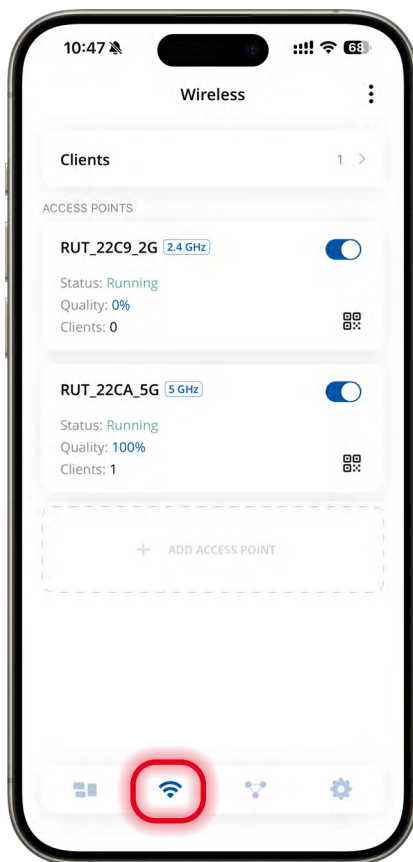 10:47
68
Wireless
Clients 1
ACCESS POINTS
RUT_22C9_2G 2.4 GHz
Status: Running
Quality: 0%
Clients: 0
RUT_22CA_5G 5 GHz
Status: Running
Quality: 100%
Clients: 1
+ ADD ACCESS POINT